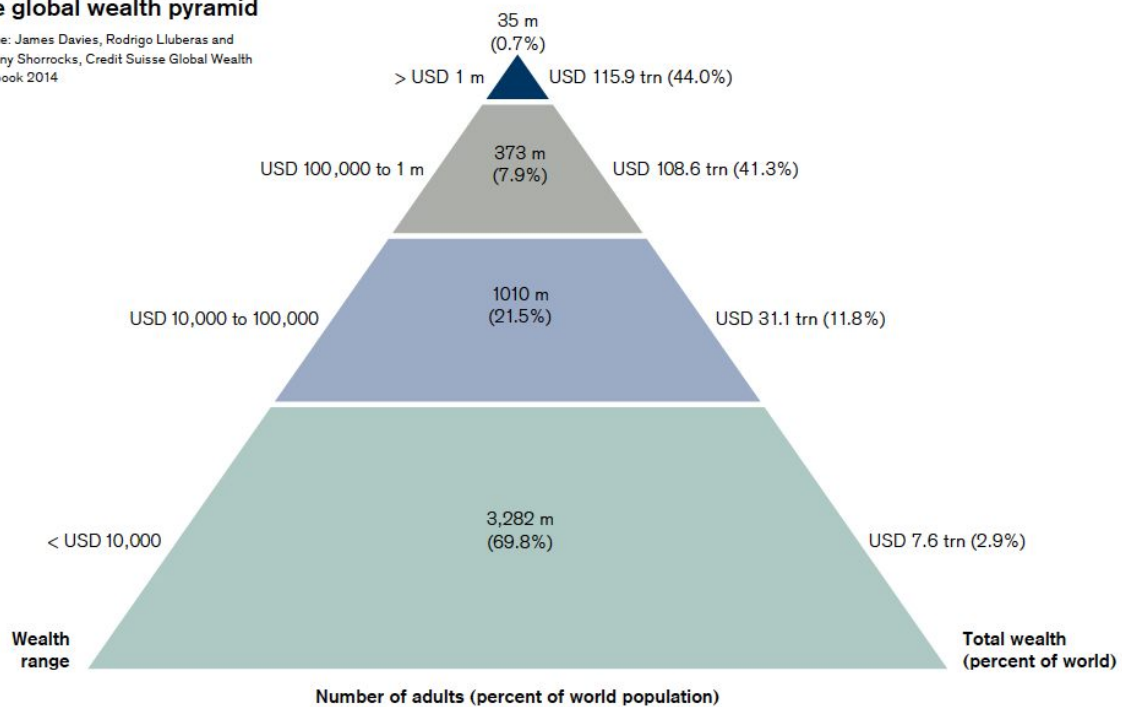 global wealth pyramid
James Davies, Rodrigo Lluberas and
Shorrocks, Credit Suisse Global Wealth
2014
35 m
(0.7%)
> USD 1 m
USD 115.9 trn (44.0%)
373 m
(7.9%)
USD 100,000 to 1 m
USD 108.6 trn (41.3%)
1010 m
(21.5%)
USD 10,000 to 100,000
USD 31.1 trn (11.8%)
3,282 m
(69.8%)
< USD 10,000
USD 7.6 trn (2.9%)
Wealth
range
Total wealth
(percent of world)
Number of adults (percent of world population)